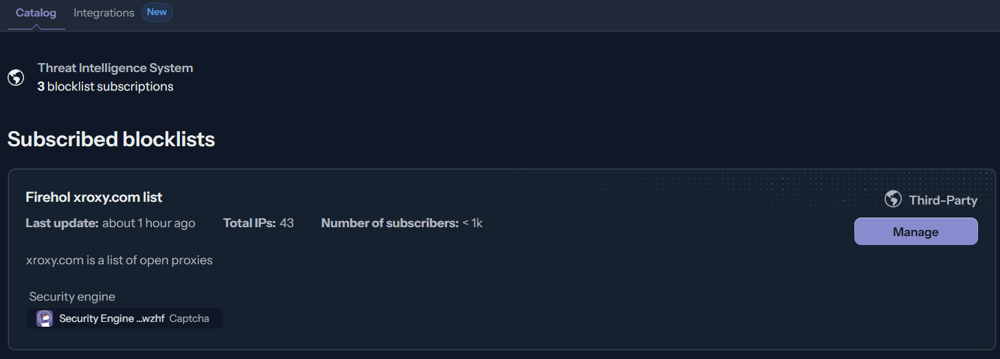 Catalog Integrations New
Threat Intelligence System
3 blocklist subscriptions
Subscribed blocklists
Firehol xroxy.com list
Third-Party
Last update: about 1 hour ago Total IPs: 43 Number of subscribers: < 1k
Manage
xroxy.com is a list of open proxies
Security engine
Security Engine ...wzhf Captcha